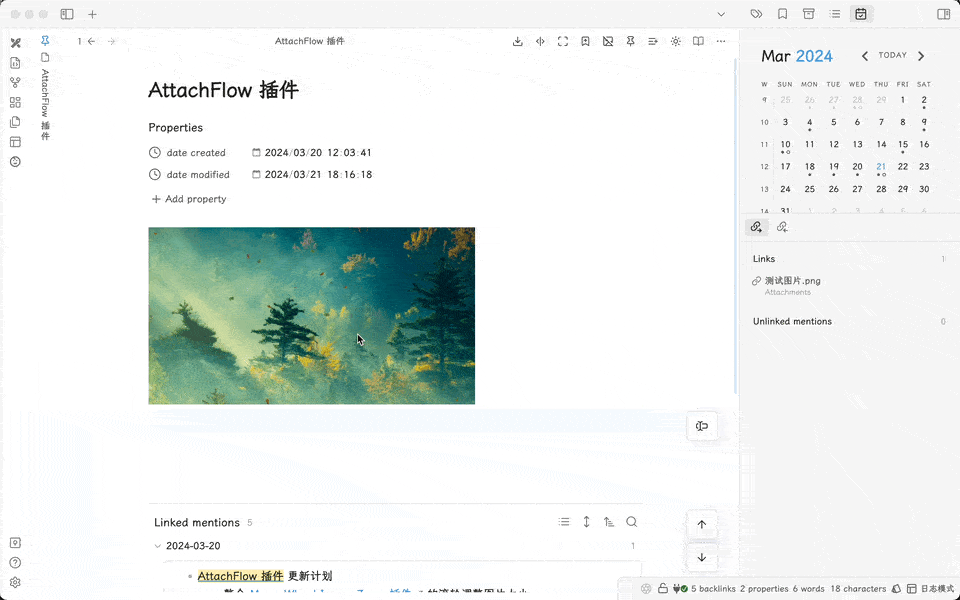 1
AttachFlow 插件
AttachFlow 插件
AttachFlow 插件
Properties
date created 2024/03/20 12:03:41
date modified 2024/03/21 18:16:18
Add property
Linked mentions 5
2024-03-20 1
AttachFlow 插件 更新计划
Mar 2024 TODAY
W SUN MON TUE WED THU FRI SAT
9 25 26 27 28 29 1 2
10 3 4 5 6 7 8 9
11 10 11 12 13 14 15 16
12 17 18 19 20 21 22 23
13 24 25 26 27 28 29 30
14 31 1 2 3 4 5 6
Links 1
测试图片.png
Attachments
Unlinked mentions 0
5 backlinks 2 properties 6 words 18 characters 日志模式